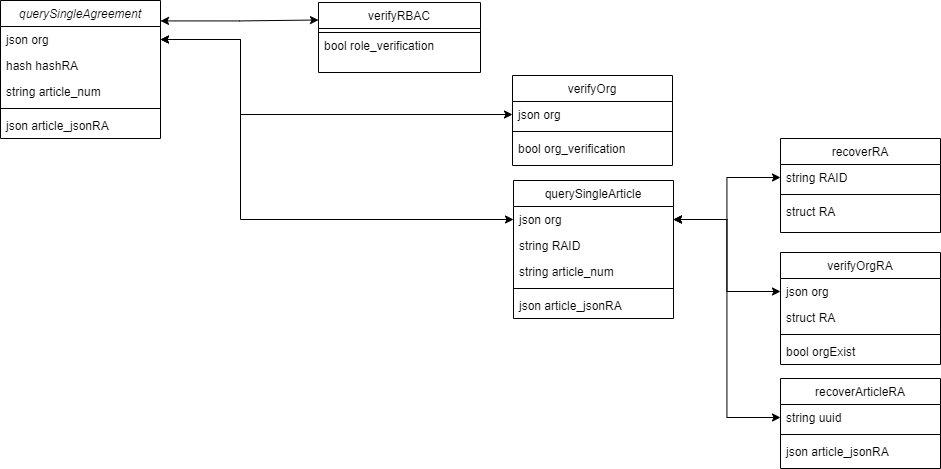 querySingleAgreement
json org
hash hashRA
string article_num
json article_jsonRA
verifyRBAC
bool role_verification
verifyOrg
json org
bool org_verification
querySingleArticle
json org
string RAID
string article_num
json article_jsonRA
recoverRA
string RAID
struct RA
verifyOrgRA
json org
struct RA
bool orgExist
recoverArticleRA
string uuid
json article_jsonRA